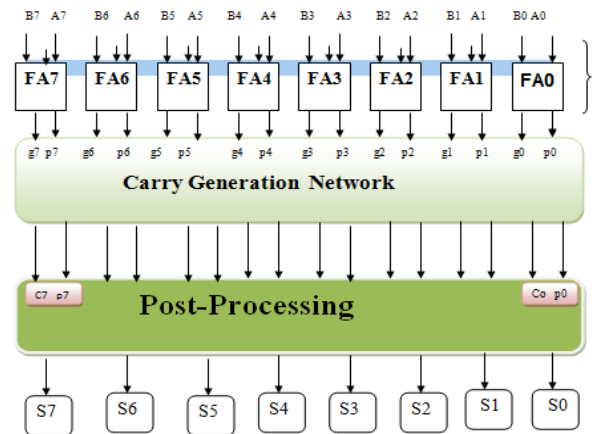 B7 A7 B6 A6 B5 A5 B4 A4 B3 A3 B2 A2 B1 A1 B0 A0
FA7 FA6 FA5 FA4 FA3 FA2 FA1 FA0
g7 p7 g6 p6 g5 p5 g4 p4 g3 p3 g2 p2 g1 p1 g0 p0
Carry Generation Network
C7 p7 Co p0
Post-Processing
S7 S6 S5 S4 S3 S2 S1 S0